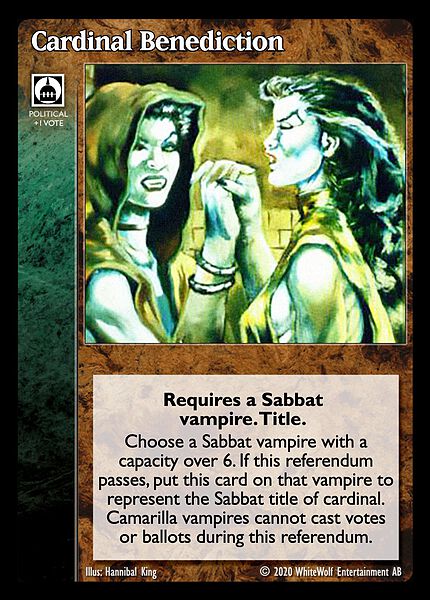 Cardinal Benediction
POLITICAL
+1 VOTE
Requires a Sabbat
vampire. Title.
Choose a Sabbat vampire with a
capacity over 6. If this referendum
passes, put this card on that vampire to
represent the Sabbat title of cardinal.
Camarilla vampires cannot cast votes
or ballots during this referendum.
Illus: Hannibal King
© 2020 WhiteWolf Entertainment AB